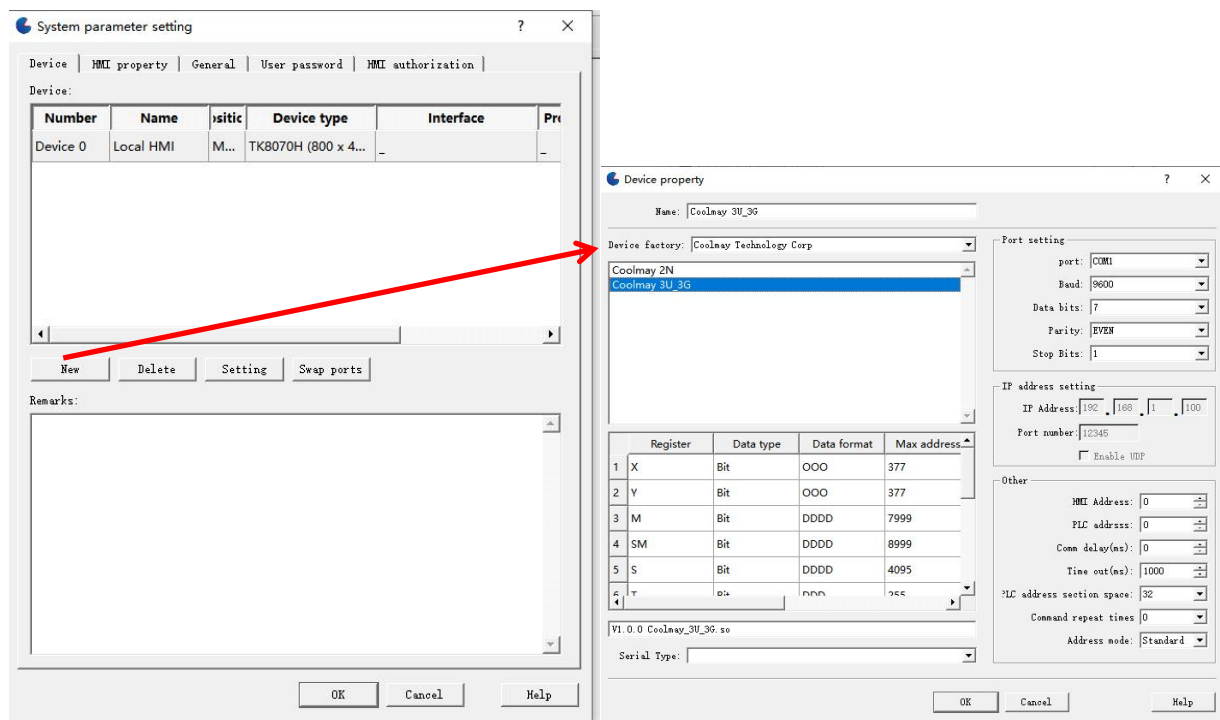 System parameter setting ? ×
Device HMI property General User password HMI authorization
Device:
Number Name sitic Device type Interface Pro
Device 0 Local HMI M... TK8070H (800 x 4... _ _
New Delete Setting Swap ports
Remarks:
OK Cancel Help
Device property ? ×
Name: Coolmay 3U_3G
Device factory: Coolmay Technology Corp
Coolmay 2N
Coolmay 3U_3G
Register Data type Data format Max address
1 X Bit OOO 377
2 Y Bit OOO 377
3 M Bit DDDD 7999
4 SM Bit DDDD 8999
5 S Bit DDDD 4095
6 T Bit DDD 255
V1.0.0 Coolmay_3U_3G.so
Serial Type:
Port setting
port: COM1
Baud: 9600
Data bits: 7
Parity: EVEN
Stop Bits: 1
IP address setting
IP Address: 192 . 168 . 1 . 100
Port number: 12345
Enable UDP
Other
HMI Address: 0
PLC addrsss: 0
Comm delay(ms): 0
Time out(ms): 1000
PLC address section space: 32
Command repeat times 0
Address mode: Standard
OK Cancel Help